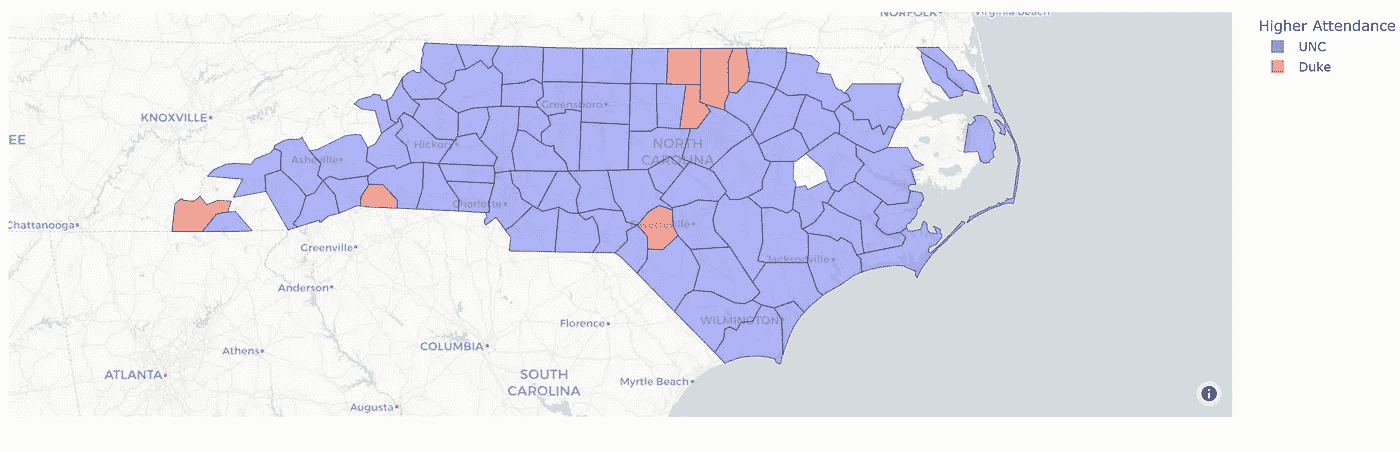 NORFOLK
Virginia Beach
Higher Attendance
UNC
Duke
KNOXVILLE
Greensboro
EE
Hickory
NORTH
CAROLINA
Asheville
Charlotte
Chattanooga
Fayetteville
Greenville
Jacksonville
Anderson
WILMINGTON
Florence
Athens
COLUMBIA
ATLANTA
SOUTH
CAROLINA
Myrtle Beach
Augusta
i